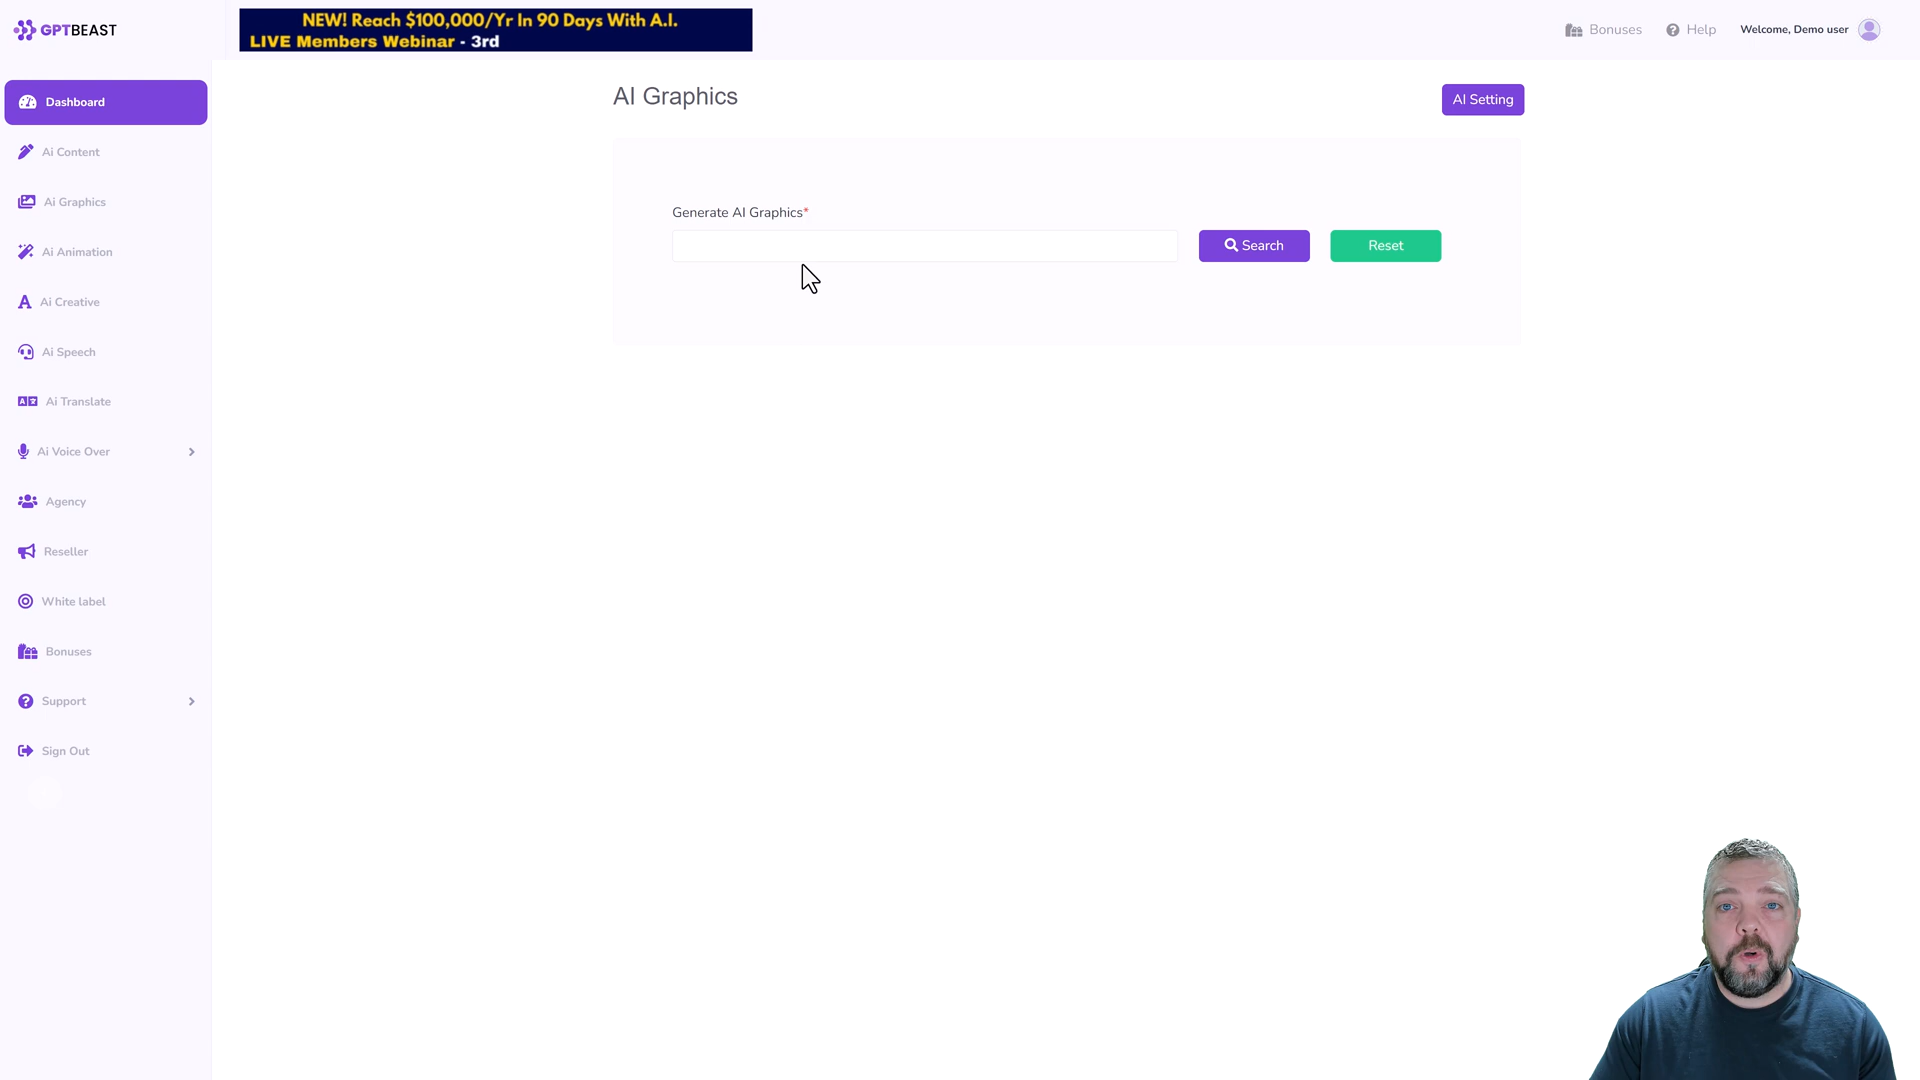 GPTBEAST
NEW! Reach $100,000/Yr In 90 Days With A.I.
LIVE Members Webinar - 3rd
Bonuses
Help
Welcome, Demo user
Dashboard
Ai Content
Ai Graphics
Ai Animation
Ai Creative
Ai Speech
Ai Translate
Ai Voice Over
Agency
Reseller
White label
Bonuses
Support
Sign Out
AI Graphics
AI Setting
Generate AI Graphics*
Search
Reset